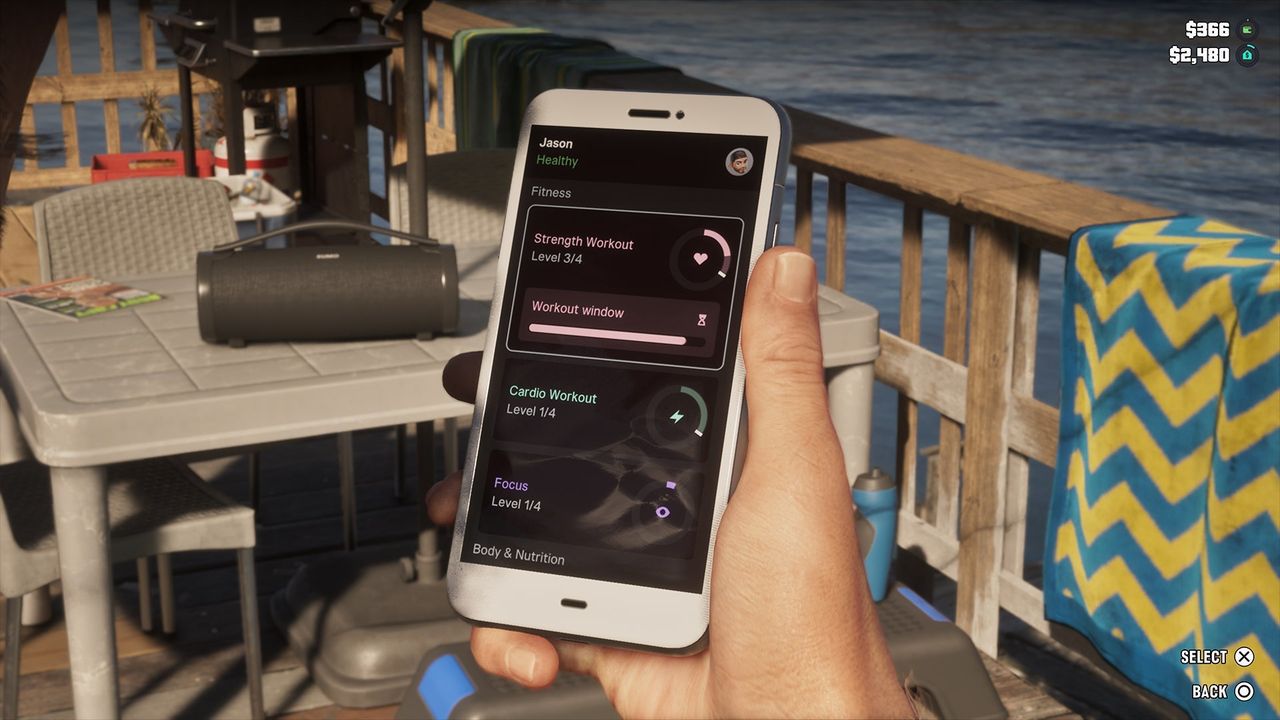 $366
$2,480
Jason
Healthy
Fitness
Strength Workout
Level 3/4
Workout window
Cardio Workout
Level 1/4
Focus
Level 1/4
Body & Nutrition
SUMO
SELECT
BACK